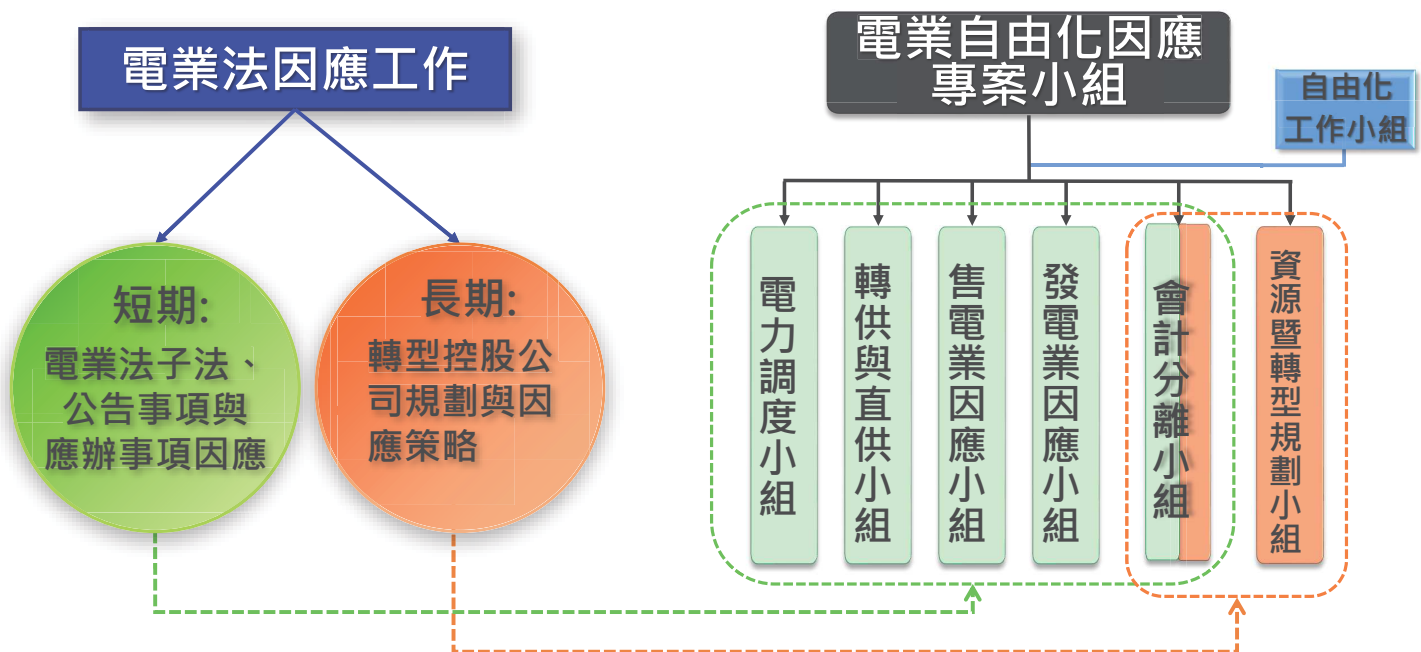 電業法因應工作
短期:
電業法子法、
公告事項與
應辦事項因應
長期:
轉型控股公
司規劃與因
應策略
電業自由化因應
專案小組
自由化
工作小組
電力調度小組
轉供與直供小組
售電業因應小組
發電業因應小組
會計分離小組
資源暨轉型規劃小組